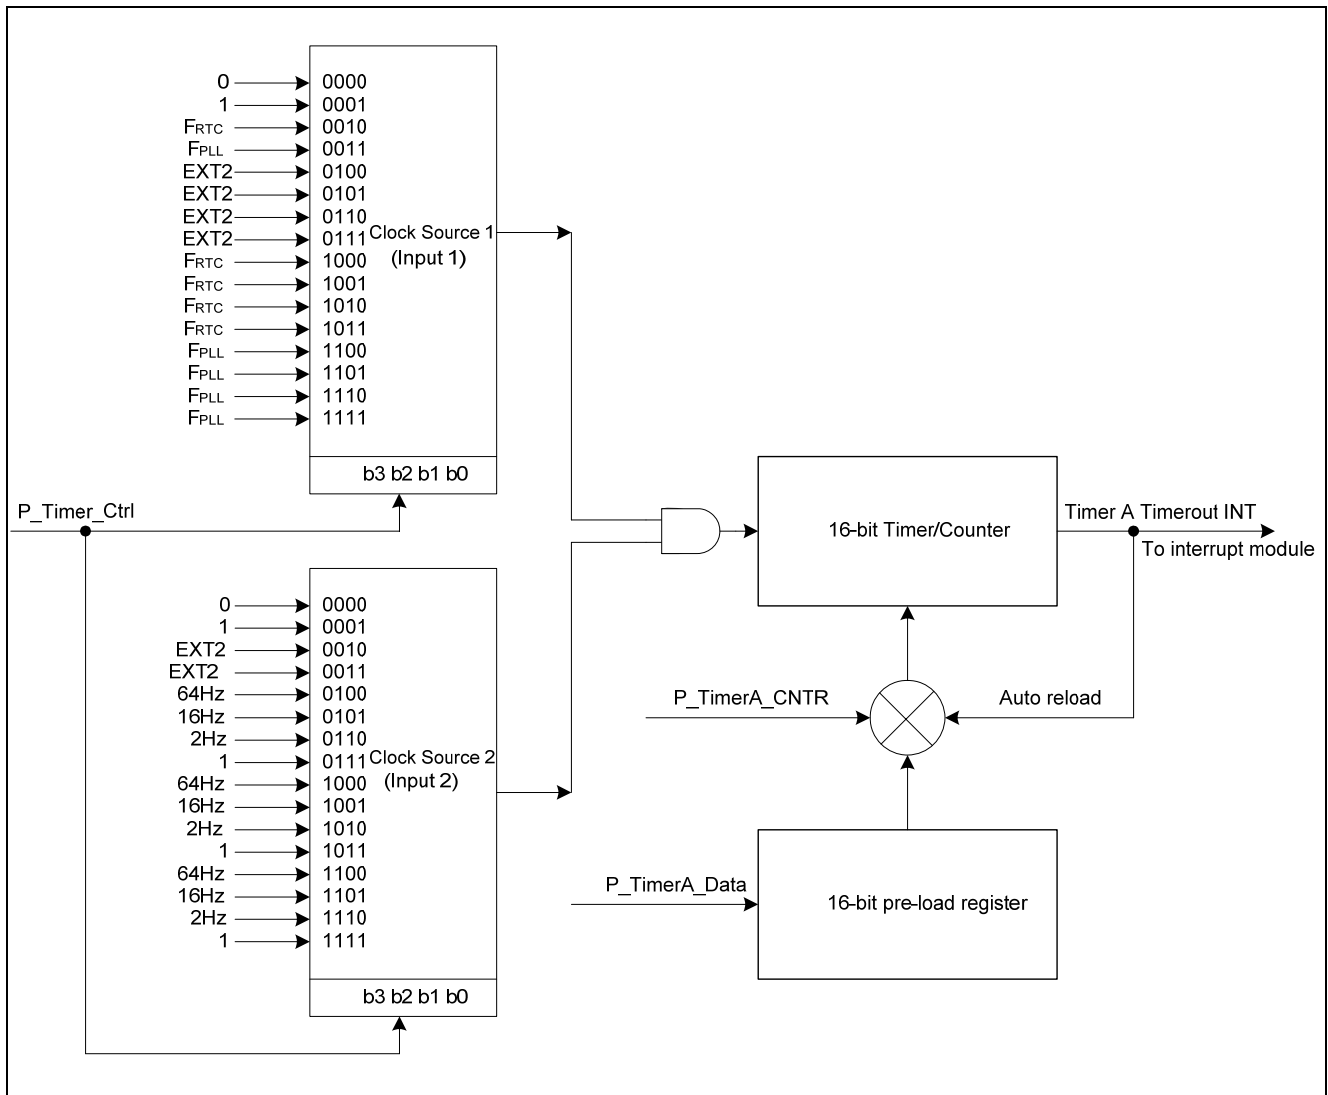 0 0000
1 0001
FRTC 0010
FPLL 0011
EXT2 0100
EXT2 0101
EXT2 0110
EXT2 0111
Clock Source 1
(Input 1)
FRTC 1000
FRTC 1001
FRTC 1010
FRTC 1011
FPLL 1100
FPLL 1101
FPLL 1110
FPLL 1111
b3 b2 b1 b0
P_Timer_Ctrl
16-bit Timer/Counter
Timer A Timerout INT
To interrupt module
0 0000
1 0001
EXT2 0010
EXT2 0011
64Hz 0100
16Hz 0101
2Hz 0110
1 0111
Clock Source 2
(Input 2)
64Hz 1000
16Hz 1001
2Hz 1010
1 1011
64Hz 1100
16Hz 1101
2Hz 1110
1 1111
b3 b2 b1 b0
P_TimerA_CNTR
Auto reload
P_TimerA_Data
16-bit pre-load register